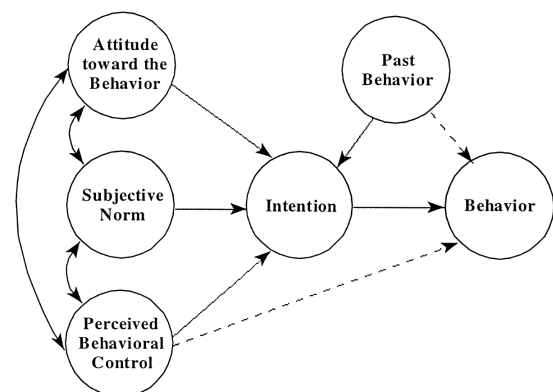 Attitude
toward the
Behavior
Past
Behavior
Subjective
Norm
Intention
Behavior
Perceived
Behavioral
Control